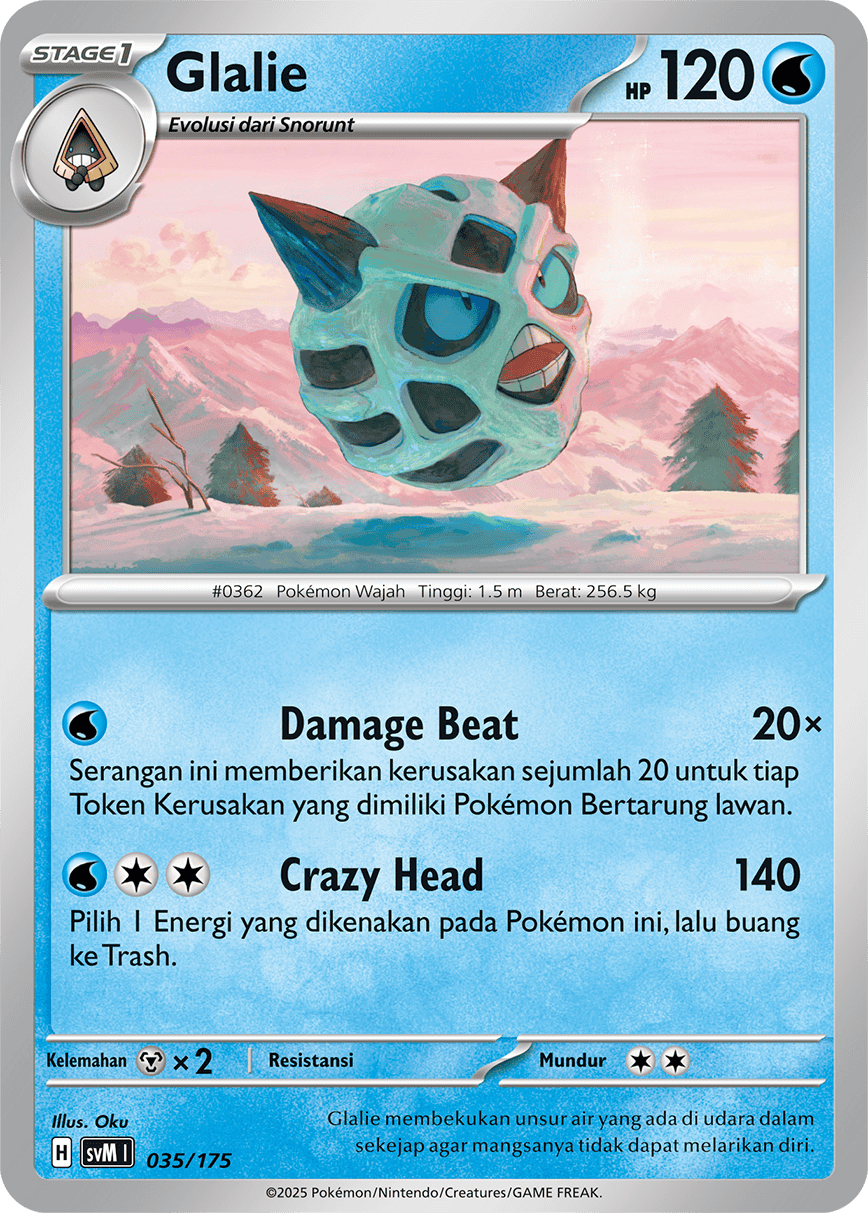 STAGE1
Glalie
HP 120
Evolusi dari Snorunt
#0362 Pokémon Wajah Tinggi: 1.5 m Berat: 256.5 kg
Damage Beat 20×
Serangan ini memberikan kerusakan sejumlah 20 untuk tiap
Token Kerusakan yang dimiliki Pokémon Bertarung lawan.
Crazy Head 140
Pilih 1 Energi yang dikenakan pada Pokémon ini, lalu buang
ke Trash.
Kelemahan ×2 Resistansi Mundur
Illus. Oku
Glalie membekukan unsur air yang ada di udara dalam
sekejap agar mangsanya tidak dapat melarikan diri.
H svM I 035/175
©2025 Pokémon/Nintendo/Creatures/GAME FREAK.